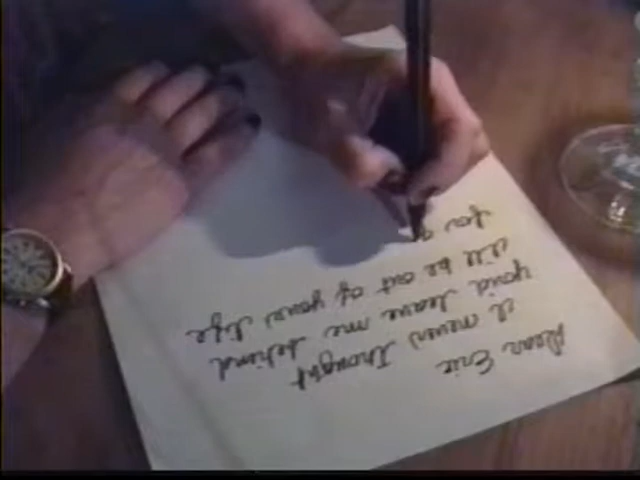 Dear Eric
I never thought
you'd leave me behind
I'll be out of your life
for a